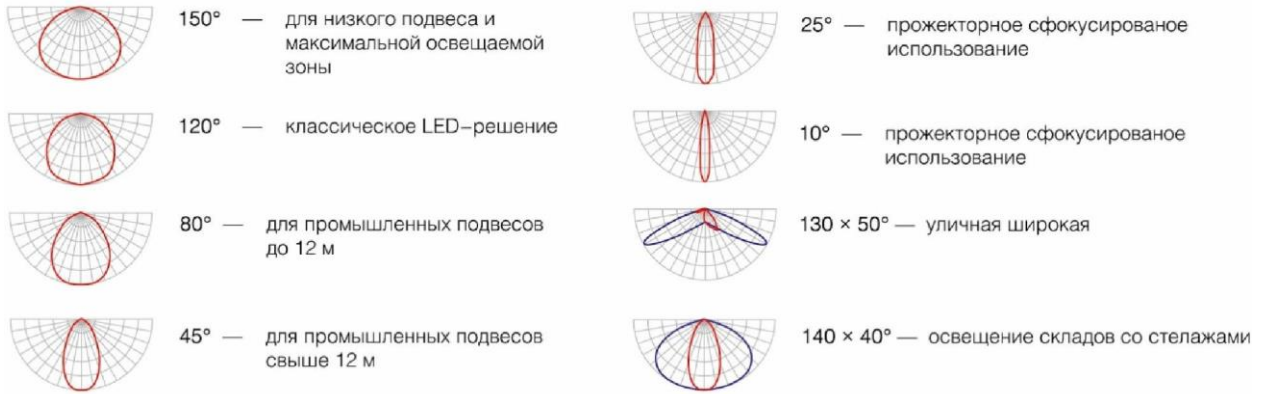 150° — для низкого подвеса и
максимальной освещаемой
зоны
120° — классическое LED–решение
80° — для промышленных подвесов
до 12 м
45° — для промышленных подвесов
свыше 12 м
25° — прожекторное сфокусированое
использование
10° — прожекторное сфокусированое
использование
130 × 50° — уличная широкая
140 × 40° — освещение складов со стелажами